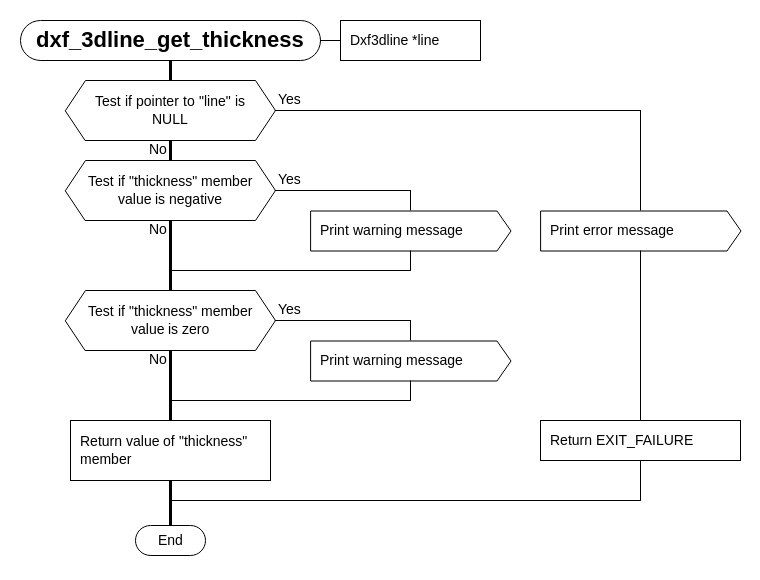 dxf_3dline_get_thickness
Dxf3dline *line
Test if pointer to "line" is
NULL
Yes
No
Test if "thickness" member
value is negative
Yes
No
Print warning message
Print error message
Test if "thickness" member
value is zero
Yes
No
Print warning message
Return value of "thickness"
member
Return EXIT_FAILURE
End